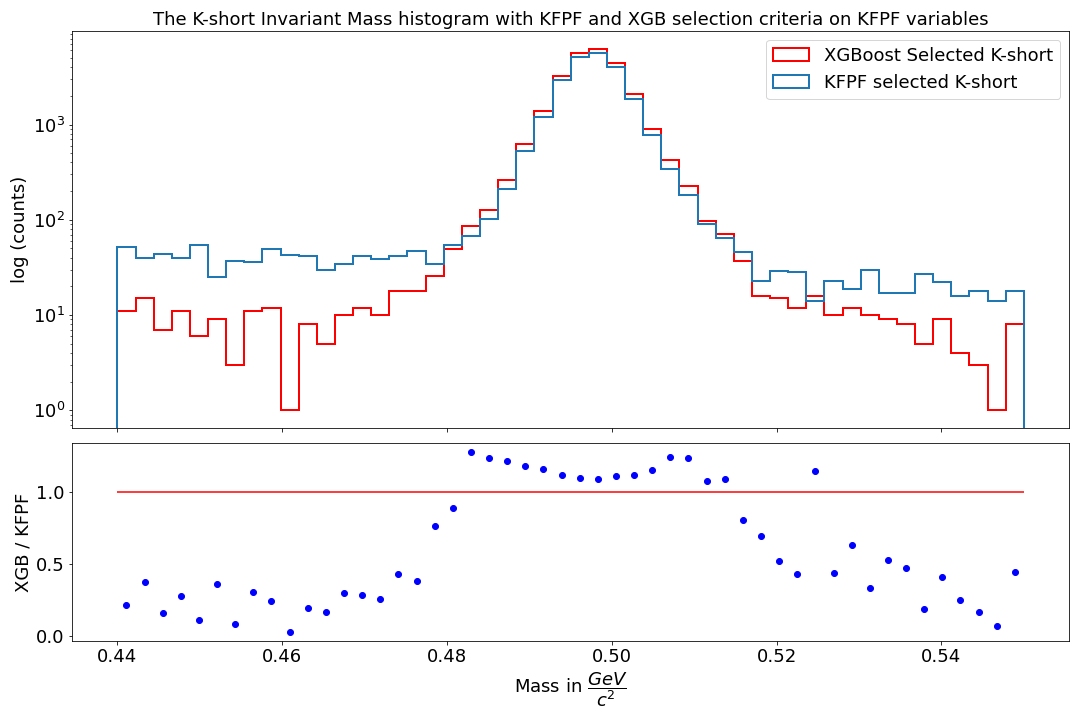 The K-short Invariant Mass histogram with KFPF and XGB selection criteria on KFPF variables
XGBoost Selected K-short
KFPF selected K-short
log (counts)
10³
10²
10¹
10⁰
XGB / KFPF
1.0
0.5
0.0
0.44 0.46 0.48 0.50 0.52 0.54
Mass in GeV/c²